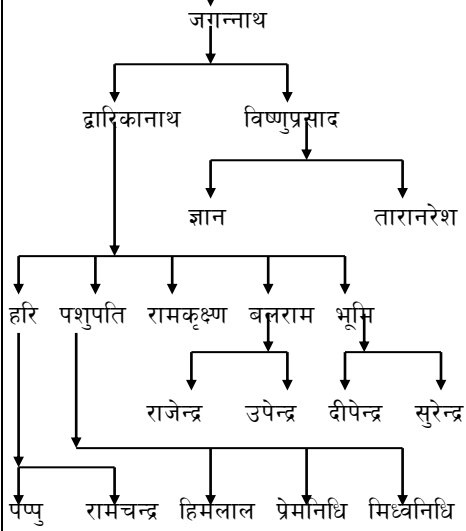 जगन्नाथ
द्वारिकानाथ विष्णुप्रसाद
ज्ञान तारानरेश
हरि पशुपति रामकृष्ण बलराम भूमि
राजेन्द्र उपेन्द्र दीपेन्द्र सुरेन्द्र
पप्पु रामचन्द्र हिमलाल प्रेमनिधि मिध्वनिधि